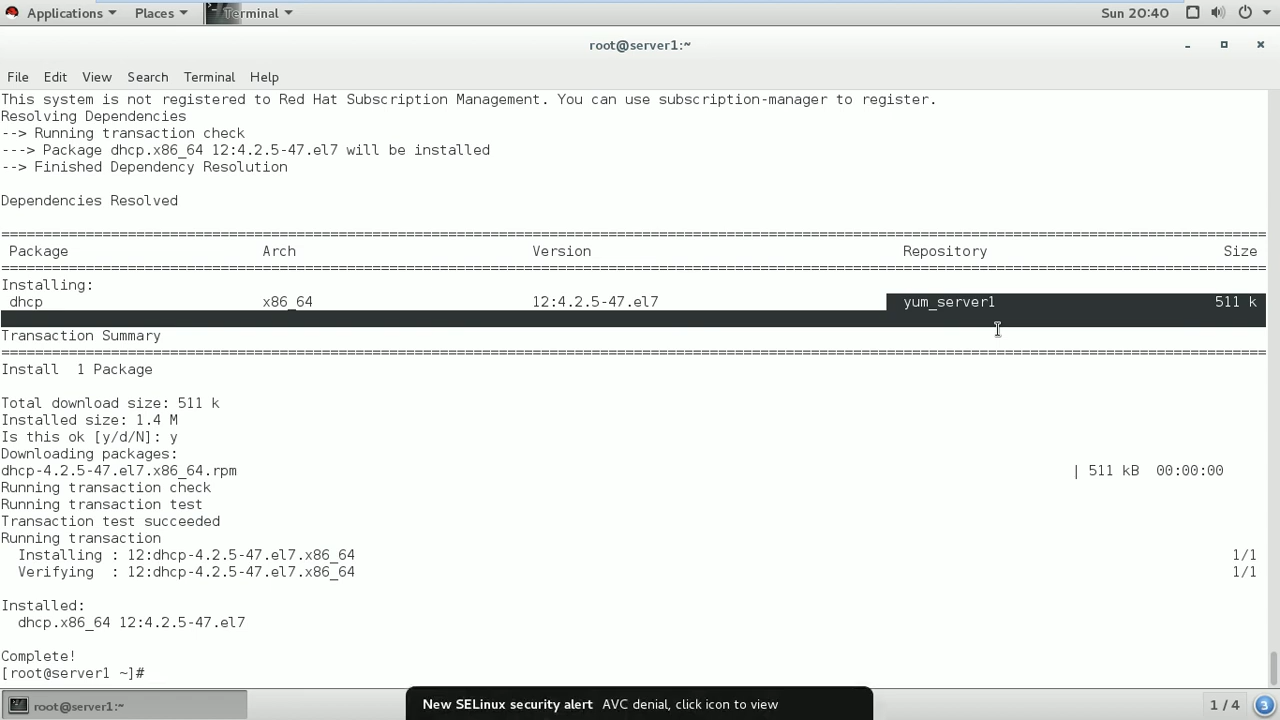 Applications Places Terminal Sun 20:40
root@server1:~
File Edit View Search Terminal Help
This system is not registered to Red Hat Subscription Management. You can use subscription-manager to register.
Resolving Dependencies
--> Running transaction check
---> Package dhcp.x86_64 12:4.2.5-47.el7 will be installed
--> Finished Dependency Resolution
Dependencies Resolved
================================================================================
Package Arch Version Repository Size
================================================================================
Installing:
dhcp x86_64 12:4.2.5-47.el7 yum_server1 511 k
Transaction Summary
================================================================================
Install 1 Package
Total download size: 511 k
Installed size: 1.4 M
Is this ok [y/d/N]: y
Downloading packages:
dhcp-4.2.5-47.el7.x86_64.rpm | 511 kB 00:00:00
Running transaction check
Running transaction test
Transaction test succeeded
Running transaction
Installing : 12:dhcp-4.2.5-47.el7.x86_64 1/1
Verifying : 12:dhcp-4.2.5-47.el7.x86_64 1/1
Installed:
dhcp.x86_64 12:4.2.5-47.el7
Complete!
[root@server1 ~]#
root@server1:~ New SELinux security alert AVC denial, click icon to view 1 / 4 3